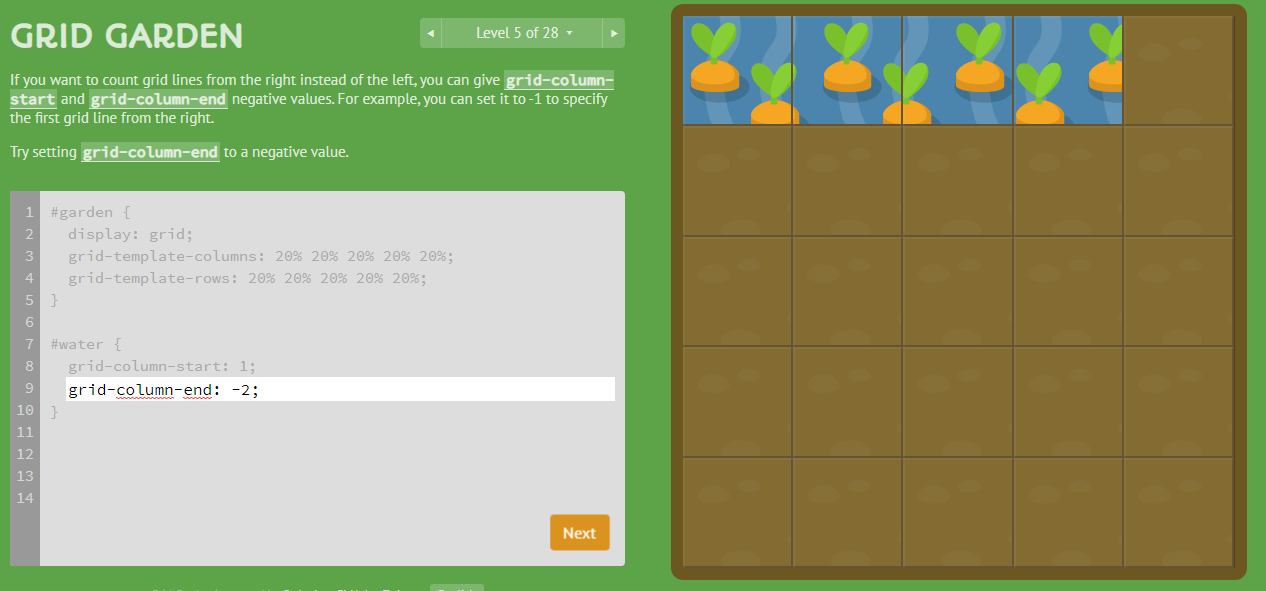 GRID GARDEN
◄ Level 5 of 28 ▾ ►
If you want to count grid lines from the right instead of the left, you can give grid-column-
start and grid-column-end negative values. For example, you can set it to -1 to specify
the first grid line from the right.
Try setting grid-column-end to a negative value.
1 #garden {
2 display: grid;
3 grid-template-columns: 20% 20% 20% 20% 20%;
4 grid-template-rows: 20% 20% 20% 20% 20%;
5 }
6
7 #water {
8 grid-column-start: 1;
9 grid-column-end: -2;
10 }
11
12
13
14
Next